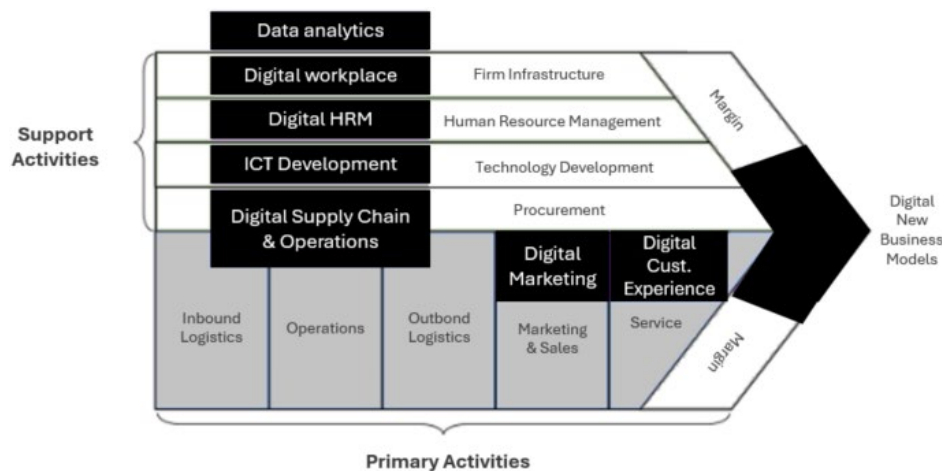 Data analytics
Digital workplace
Firm Infrastructure
Digital HRM
Human Resource Management
Support
Activities
ICT Development
Technology Development
Digital Supply Chain
& Operations
Procurement
Margin
Digital
New
Business
Models
Digital
Marketing
Digital
Cust.
Experience
Inbound
Logistics
Operations
Outbond
Logistics
Marketing
& Sales
Service
Margin
Primary Activities